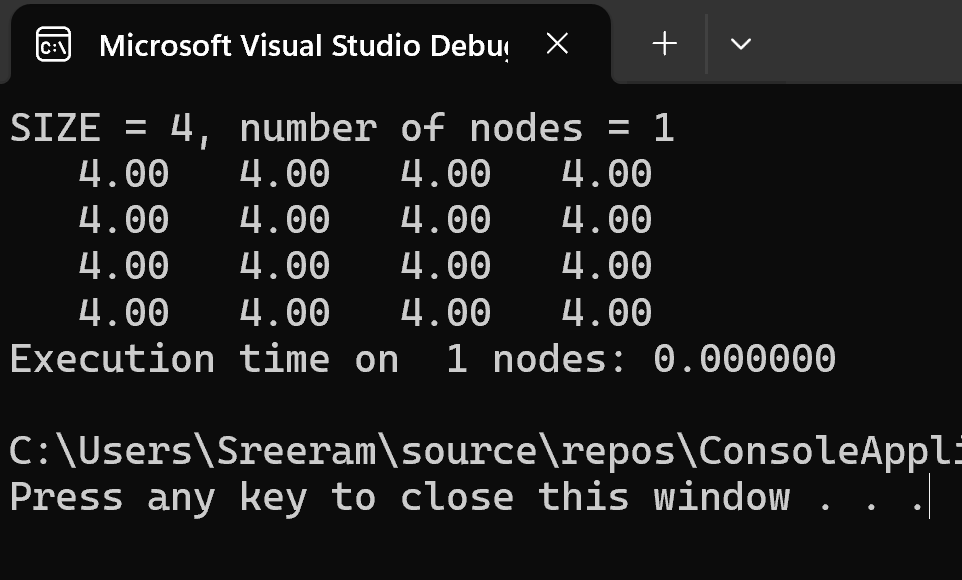 Microsoft Visual Studio Debug
SIZE = 4, number of nodes = 1
   4.00   4.00   4.00   4.00
   4.00   4.00   4.00   4.00
   4.00   4.00   4.00   4.00
   4.00   4.00   4.00   4.00
Execution time on  1 nodes: 0.000000
C:\Users\Sreeram\source\repos\ConsoleAppli
Press any key to close this window . . .